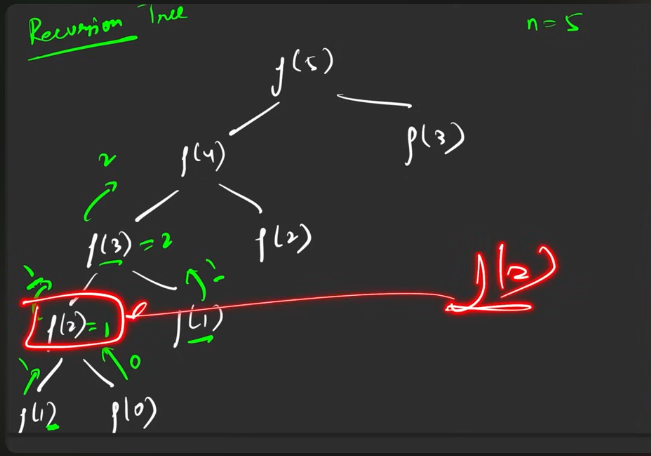 Recursion Tree
n = 5
f(5)
f(4)
f(3)
2
f(3) = 2
f(2)
f(2)
1
1
f(2) = 1
f(1)
1
0
f(1)
f(0)